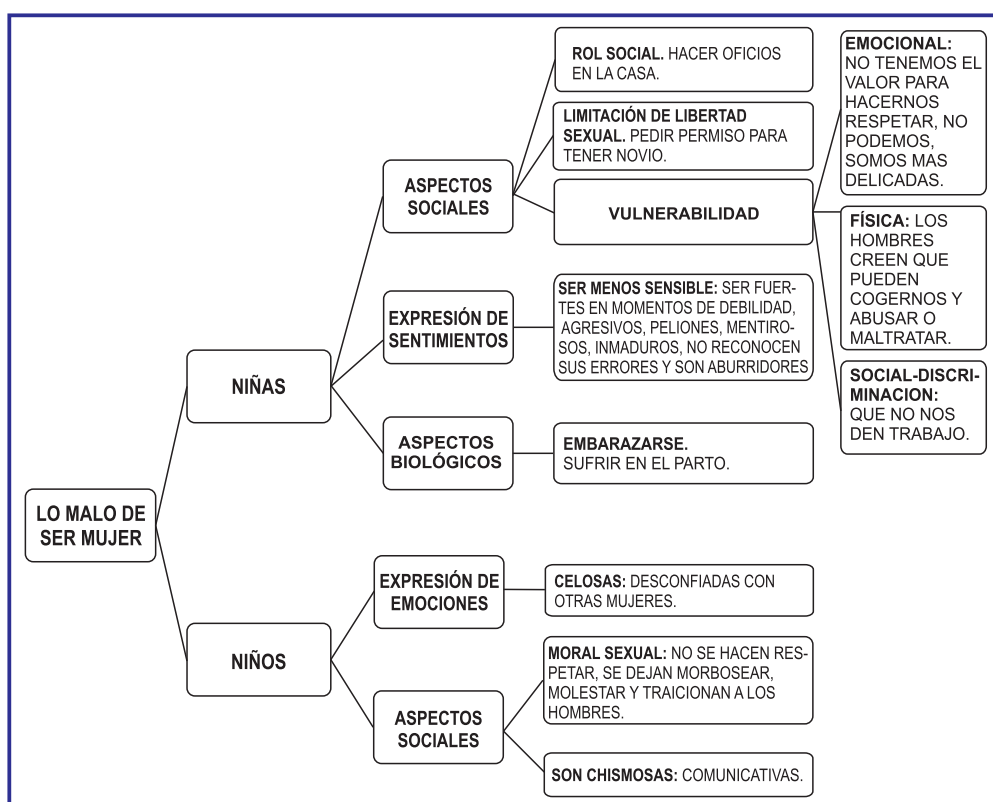 LO MALO DE
SER MUJER
NIÑAS
ASPECTOS
SOCIALES
ROL SOCIAL. HACER OFICIOS
EN LA CASA.
LIMITACIÓN DE LIBERTAD
SEXUAL. PEDIR PERMISO PARA
TENER NOVIO.
VULNERABILIDAD
EMOCIONAL:
NO TENEMOS EL
VALOR PARA
HACERNOS
RESPETAR, NO
PODEMOS,
SOMOS MAS
DELICADAS.
FÍSICA: LOS
HOMBRES
CREEN QUE
PUEDEN
COGERNOS Y
ABUSAR O
MALTRATAR.
SOCIAL-DISCRI-
MINACION:
QUE NO NOS
DEN TRABAJO.
EXPRESIÓN DE
SENTIMIENTOS
SER MENOS SENSIBLE: SER FUER-
TES EN MOMENTOS DE DEBILIDAD,
AGRESIVOS, PELIONES, MENTIRO-
SOS, INMADUROS, NO RECONOCEN
SUS ERRORES Y SON ABURRIDORES
ASPECTOS
BIOLÓGICOS
EMBARAZARSE.
SUFRIR EN EL PARTO.
NIÑOS
EXPRESIÓN DE
EMOCIONES
CELOSAS: DESCONFIADAS CON
OTRAS MUJERES.
ASPECTOS
SOCIALES
MORAL SEXUAL: NO SE HACEN RES-
PETAR, SE DEJAN MORBOSEAR,
MOLESTAR Y TRAICIONAN A LOS
HOMBRES.
SON CHISMOSAS: COMUNICATIVAS.